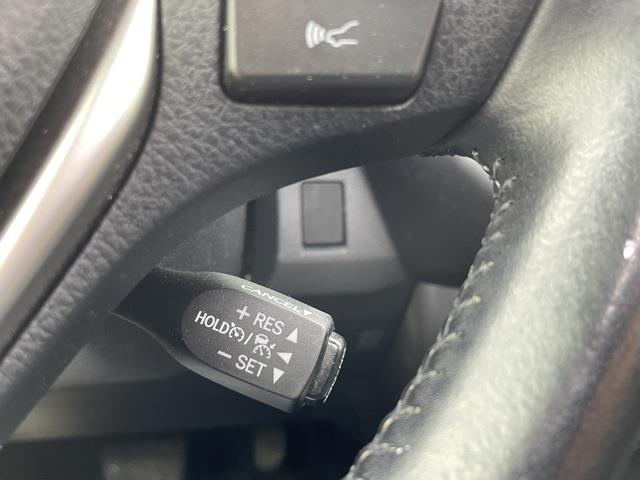 CANCEL▼
+ RES ▲
HOLD /
− SET ▼